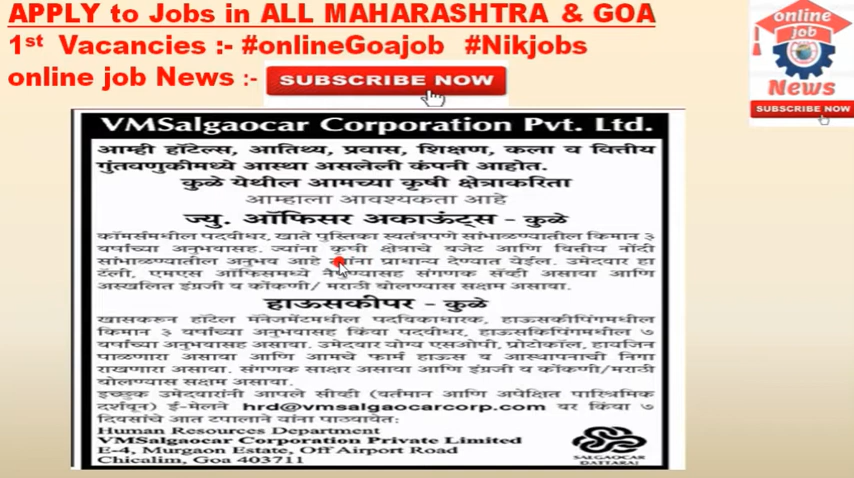 APPLY to Jobs in ALL MAHARASHTRA & GOA
1st Vacancies :- #onlineGoajob #Nikjobs
online job News :-
SUBSCRIBE NOW
online
job
News
SUBSCRIBE NOW
VMSalgaocar Corporation Pvt. Ltd.
आम्ही हॉटेल्स, आतिथ्य, प्रवास, शिक्षण, कला व वित्तीय
गुंतवणुकीमध्ये आस्था असलेली कंपनी आहोत.
कुळे येथील आमच्या कृषी क्षेत्राकरिता
आम्हाला आवश्यकता आहे
ज्यु. ऑफिसर अकाऊंट्स - कुळे
कॉमर्समधील पदवीधर, खाते पुस्तिका स्वतंत्रपणे सांभाळण्यातील किमान ३
वर्षांच्या अनुभवासह. ज्यांना कृषी क्षेत्राचे बजेट आणि वित्तीय नोंदी
सांभाळण्यातील अनुभव आहे त्यांना प्राधान्य देण्यात येईल. उमेदवार हा
टॅली, एमएस ऑफिसमध्ये नैपुण्यासह संगणक सॅव्ही असावा आणि
अस्खलित इंग्रजी व कोंकणी/ मराठी बोलण्यास सक्षम असावा.
हाऊसकीपर - कुळे
खासकरून हॉटेल मॅनेजमेंटमधील पदविकाधारक, हाऊसकीपिंगमधील
किमान ३ वर्षांच्या अनुभवासह किंवा पदवीधर, हाऊसकिपिंगमधील ७
वर्षांच्या अनुभवासह असावा. उमेदवार योग्य एसओपी, प्रोटोकॉल, हायजिन
पाळणारा असावा आणि आमचे फार्म हाऊस व आस्थापनाची निगा
राखणारा असावा. संगणक साक्षर असावा आणि इंग्रजी व कोंकणी/मराठी
बोलण्यास सक्षम असावा.
इच्छुक उमेदवारांनी आपले सीव्ही (वर्तमान आणि अपेक्षित पारिश्रमिक
दर्शवून) ई-मेलने hrd@vmsalgaocarcorp.com वर किंवा ७
दिवसांचे आत टपालाने यांना पाठवावेत:
Human Resources Department
VMSalgaocar Corporation Private Limited
E-4, Murgaon Estate, Off Airport Road
Chicalim, Goa 403711
SALGAOCAR
DATTARAJ